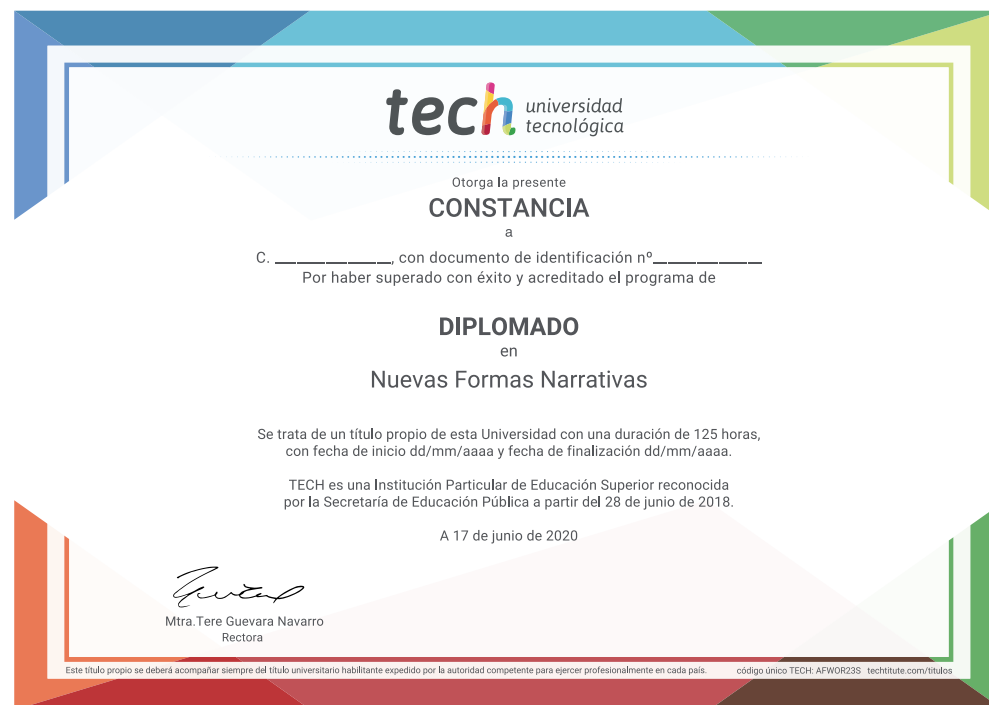 tech universidad
tecnológica
Otorga la presente
CONSTANCIA
a
C. ________________, con documento de identificación nº_______________
Por haber superado con éxito y acreditado el programa de
DIPLOMADO
en
Nuevas Formas Narrativas
Se trata de un título propio de esta Universidad con una duración de 125 horas,
con fecha de inicio dd/mm/aaaa y fecha de finalización dd/mm/aaaa.
TECH es una Institución Particular de Educación Superior reconocida
por la Secretaría de Educación Pública a partir del 28 de junio de 2018.
A 17 de junio de 2020
Mtra.Tere Guevara Navarro
Rectora
Este título propio se deberá acompañar siempre del título universitario habilitante expedido por la autoridad competente para ejercer profesionalmente en cada país. código único TECH: AFWOR23S techtitute.com/titulos